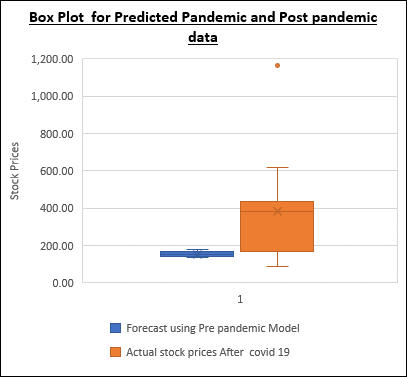 Box Plot for Predicted Pandemic and Post pandemic
data
1,200.00
1,000.00
800.00
600.00
400.00
200.00
0.00
Stock Prices
1
Forecast using Pre pandemic Model
Actual stock prices After covid 19